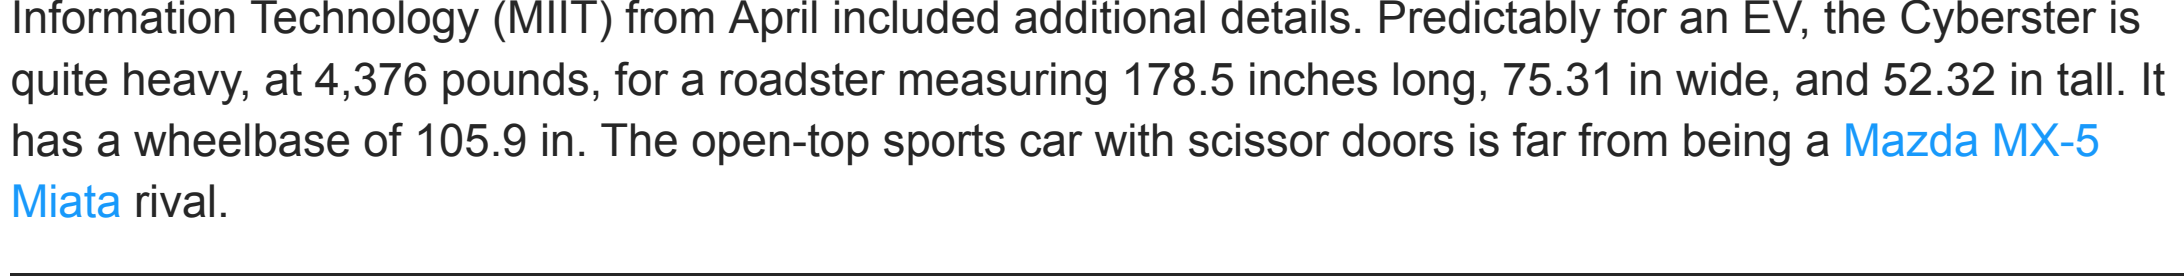 Information Technology (MIIT) from April included additional details. Predictably for an EV, the Cyberster is
quite heavy, at 4,376 pounds, for a roadster measuring 178.5 inches long, 75.31 in wide, and 52.32 in tall. It
has a wheelbase of 105.9 in. The open-top sports car with scissor doors is far from being a Mazda MX-5
Miata rival.